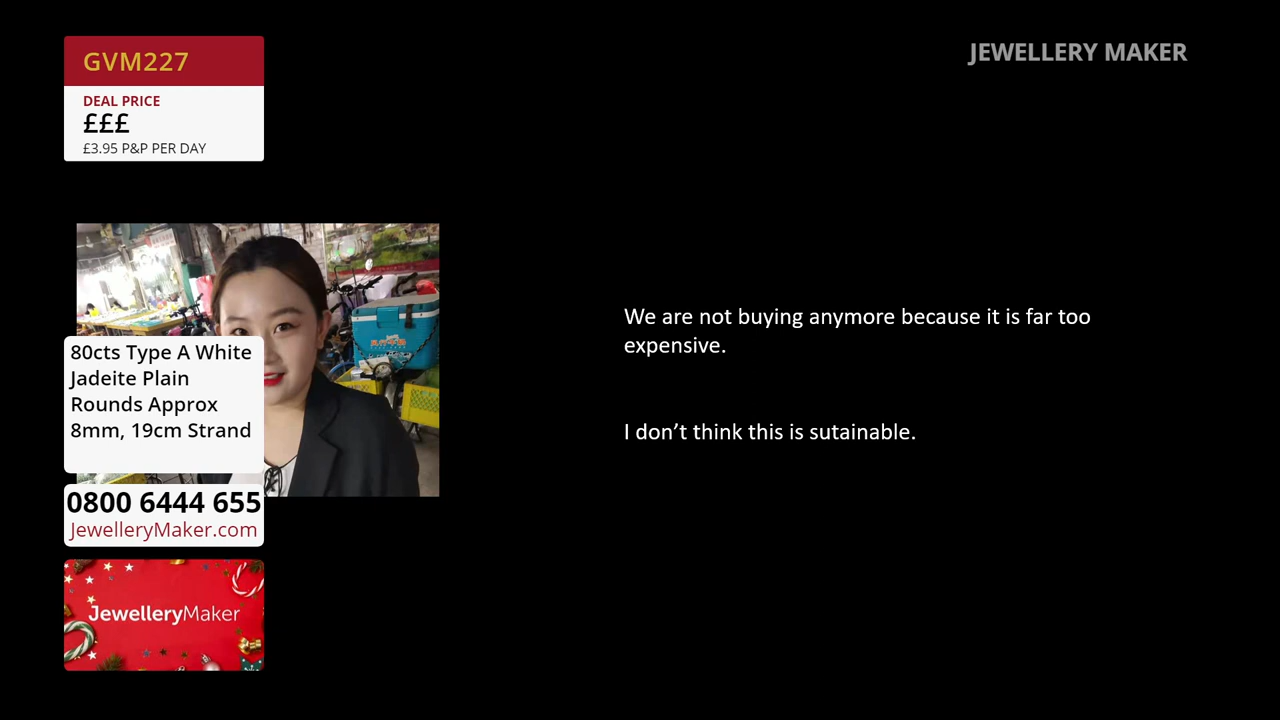 GVM227
DEAL PRICE
£££
£3.95 P&P PER DAY
JEWELLERY MAKER
We are not buying anymore because it is far too
expensive.
I don’t think this is sutainable.
80cts Type A White
Jadeite Plain
Rounds Approx
8mm, 19cm Strand
0800 6444 655
JewelleryMaker.com
JewelleryMaker